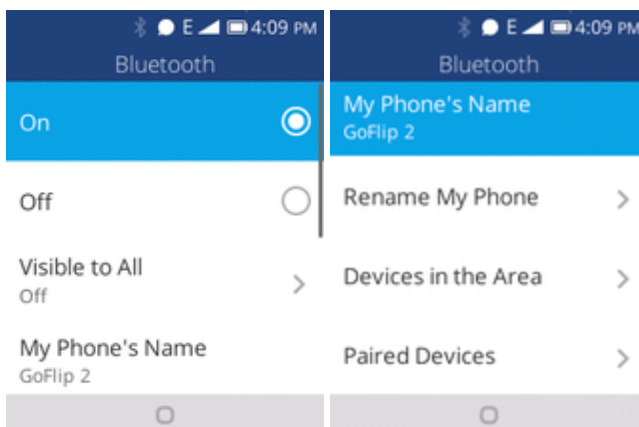 E 4:09 PM
Bluetooth
On
Off
Visible to All
Off
My Phone's Name
GoFlip 2
E 4:09 PM
Bluetooth
My Phone's Name
GoFlip 2
Rename My Phone
Devices in the Area
Paired Devices